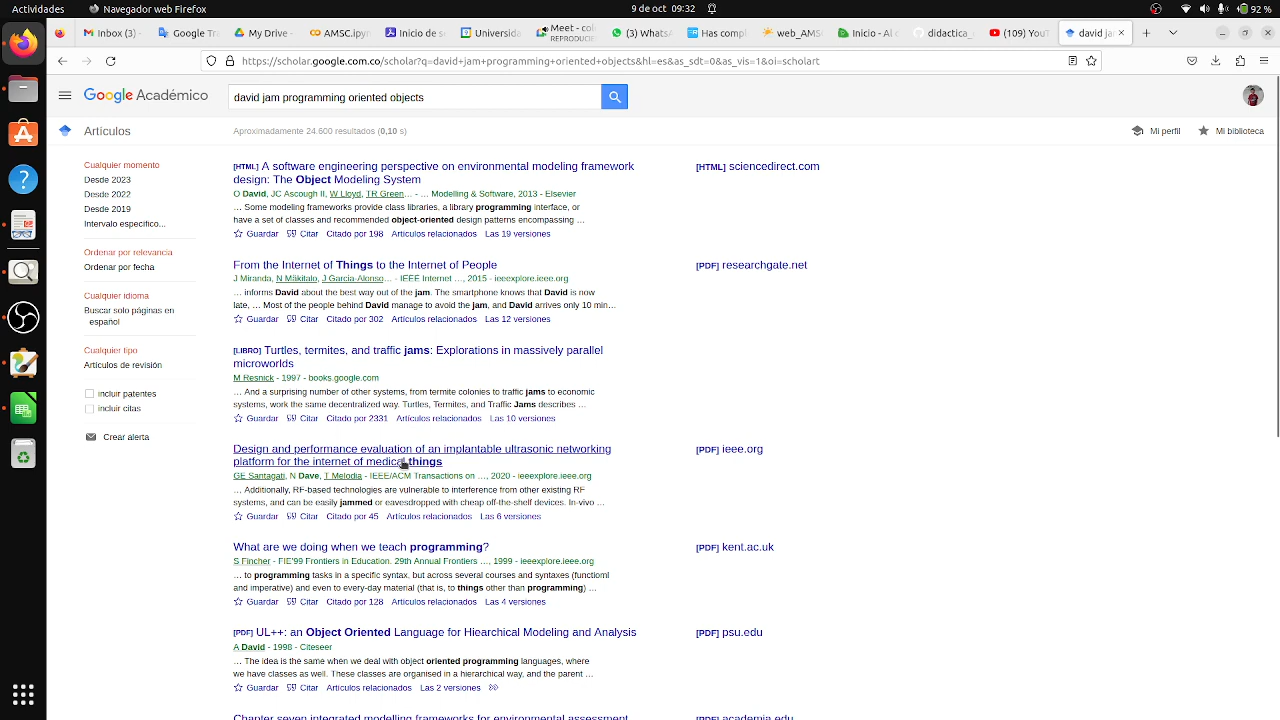 Actividades
Navegador web Firefox
9 de oct 09:32
92 %
Inbox (3) -
Google Tra
My Drive -
AMSC.ipyn
Inicio de se
Universida
Meet - col
REPRODUCIE
(3) WhatsA
Has compl
web_AMS
Inicio - Al d
didactica_
(109) YouT
david jam
https://scholar.google.com.co/scholar?q=david+jam+programming+oriented+objects&hl=es&as_sdt=0&as_vis=1&oi=scholart
Google Académico
david jam programming oriented objects
Artículos
Aproximadamente 24.600 resultados (0,10 s)
Mi perfil
Mi biblioteca
Cualquier momento
Desde 2023
Desde 2022
Desde 2019
Intervalo específico...
Ordenar por relevancia
Ordenar por fecha
Cualquier idioma
Buscar solo páginas en
español
Cualquier tipo
Artículos de revisión
incluir patentes
incluir citas
Crear alerta
[HTML] A software engineering perspective on environmental modeling framework
design: The Object Modeling System
O David, JC Ascough II, W Lloyd, TR Green… - … Modelling & Software, 2013 - Elsevier
… Some modeling frameworks provide class libraries, a library programming interface, or
have a set of classes and recommended object-oriented design patterns encompassing …
Guardar Citar Citado por 198 Artículos relacionados Las 19 versiones
[HTML] sciencedirect.com
From the Internet of Things to the Internet of People
J Miranda, N Mäkitalo, J Garcia-Alonso… - IEEE Internet …, 2015 - ieeexplore.ieee.org
… informs David about the best way out of the jam. The smartphone knows that David is now
late, … Most of the people behind David manage to avoid the jam, and David arrives only 10 min…
Guardar Citar Citado por 302 Artículos relacionados Las 12 versiones
[PDF] researchgate.net
[LIBRO] Turtles, termites, and traffic jams: Explorations in massively parallel
microworlds
M Resnick - 1997 - books.google.com
… And a surprising number of other systems, from termite colonies to traffic jams to economic
systems, work the same decentralized way. Turtles, Termites, and Traffic Jams describes …
Guardar Citar Citado por 2331 Artículos relacionados Las 10 versiones
Design and performance evaluation of an implantable ultrasonic networking
platform for the internet of medical things
GE Santagati, N Dave, T Melodia - IEEE/ACM Transactions on …, 2020 - ieeexplore.ieee.org
… Additionally, RF-based technologies are vulnerable to interference from other existing RF
systems, and can be easily jammed or eavesdropped with cheap off-the-shelf devices. In-vivo …
Guardar Citar Citado por 45 Artículos relacionados Las 6 versiones
[PDF] ieee.org
What are we doing when we teach programming?
S Fincher - FIE'99 Frontiers in Education. 29th Annual Frontiers …, 1999 - ieeexplore.ieee.org
… to programming tasks in a specific syntax, but across several courses and syntaxes (functioml
and imperative) and even to every-day material (that is, to things other than programming) …
Guardar Citar Citado por 128 Artículos relacionados Las 4 versiones
[PDF] kent.ac.uk
[PDF] UL++: an Object Oriented Language for Hiearchical Modeling and Analysis
A David - 1998 - Citeseer
… The idea is the same when we deal with object oriented programming languages, where
we have classes as well. These classes are organised in a hierarchical way, and the parent …
Guardar Citar Artículos relacionados Las 2 versiones
[PDF] psu.edu
Chapter seven integrated modelling frameworks for environmental assessment
[PDF] academia.edu